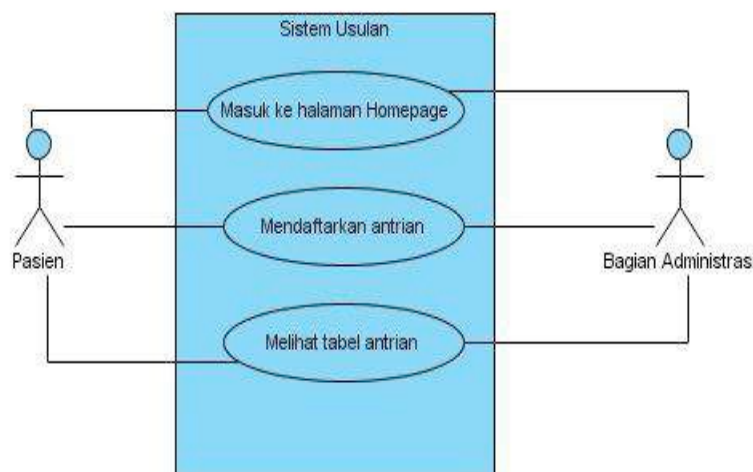 Sistem Usulan
Masuk ke halaman Homepage
Mendaftarkan antrian
Pasien
Bagian Administras
Melihat tabel antrian